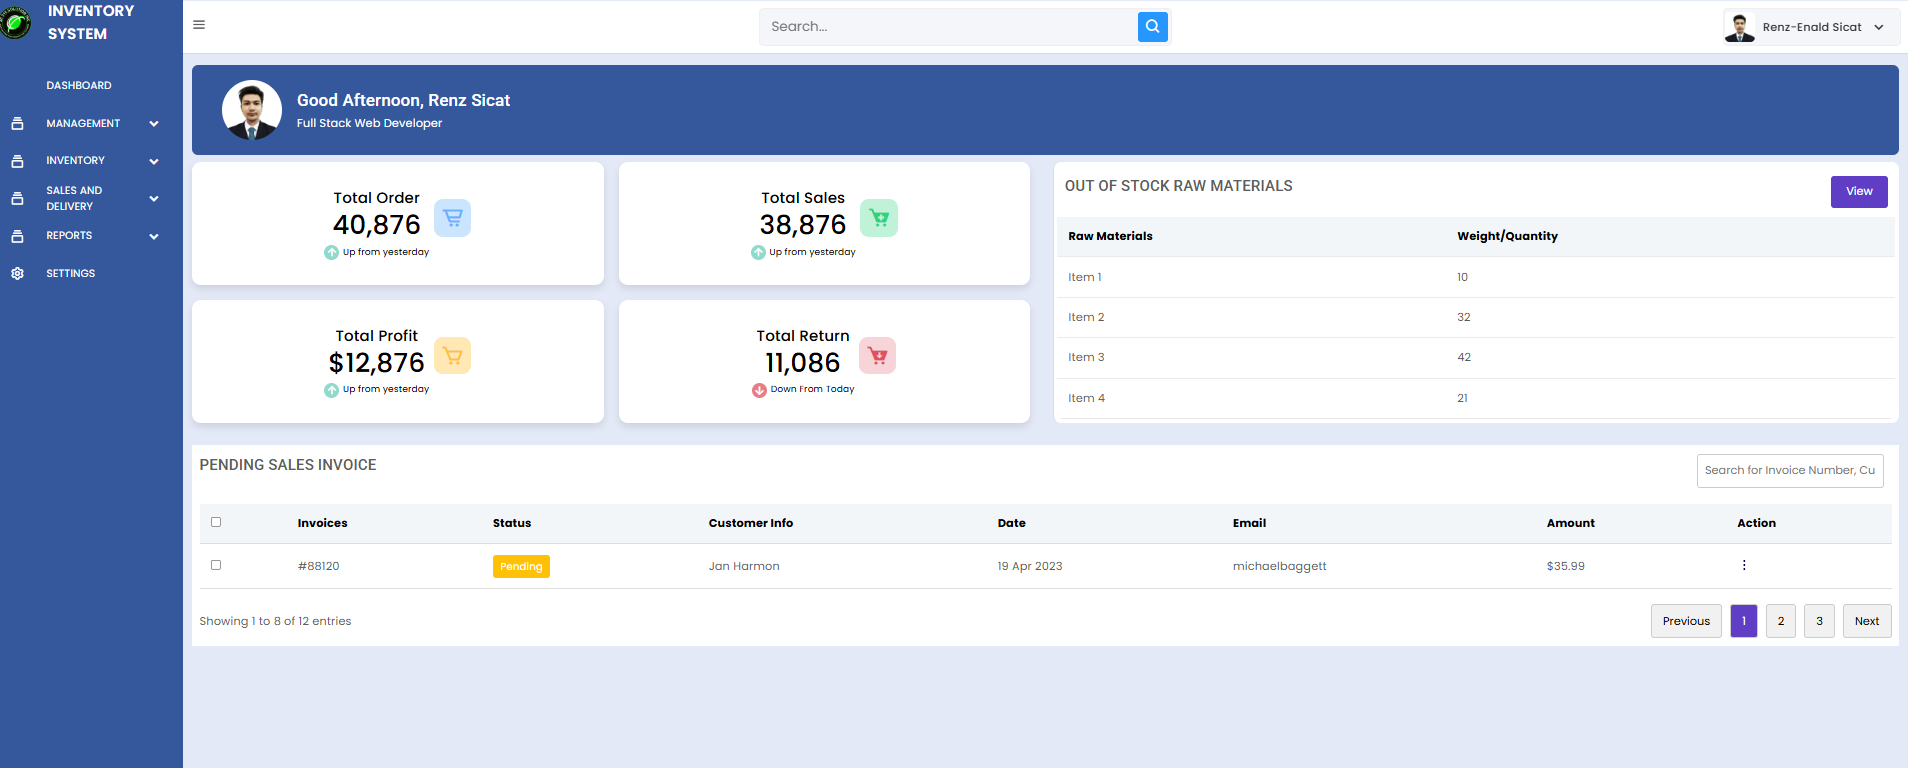 INVENTORY
SYSTEM
DASHBOARD
MANAGEMENT
INVENTORY
SALES AND
DELIVERY
REPORTS
SETTINGS
Search...
Renz-Enald Sicat
Good Afternoon, Renz Sicat
Full Stack Web Developer
Total Order
40,876
Up from yesterday
Total Sales
38,876
Up from yesterday
Total Profit
$12,876
Up from yesterday
Total Return
11,086
Down From Today
OUT OF STOCK RAW MATERIALS
View
Raw Materials Weight/Quantity
Item 1 10
Item 2 32
Item 3 42
Item 4 21
PENDING SALES INVOICE
Search for Invoice Number, Cu
Invoices Status Customer Info Date Email Amount Action
#88120 Pending Jan Harmon 19 Apr 2023 michaelbaggett $35.99
Showing 1 to 8 of 12 entries
Previous 1 2 3 Next